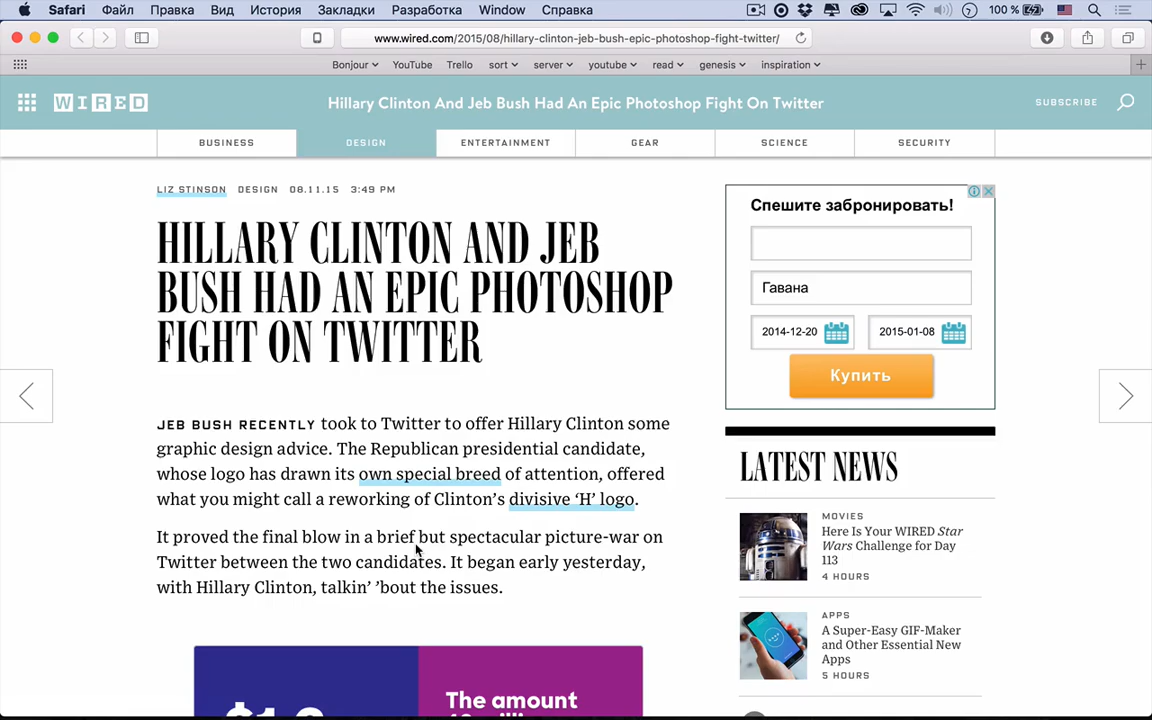 Safari Файл Правка Вид История Закладки Разработка Window Справка 100 %
www.wired.com/2015/08/hillary-clinton-jeb-bush-epic-photoshop-fight-twitter/
Bonjour YouTube Trello sort server youtube read genesis inspiration
WIRED Hillary Clinton And Jeb Bush Had An Epic Photoshop Fight On Twitter SUBSCRIBE
BUSINESS DESIGN ENTERTAINMENT GEAR SCIENCE SECURITY
LIZ STINSON DESIGN 08.11.15 3:49 PM
HILLARY CLINTON AND JEB
BUSH HAD AN EPIC PHOTOSHOP
FIGHT ON TWITTER
JEB BUSH RECENTLY took to Twitter to offer Hillary Clinton some
graphic design advice. The Republican presidential candidate,
whose logo has drawn its own special breed of attention, offered
what you might call a reworking of Clinton’s divisive ‘H’ logo.
It proved the final blow in a brief but spectacular picture-war on
Twitter between the two candidates. It began early yesterday,
with Hillary Clinton, talkin’ ’bout the issues.
The amount
Спешите забронировать!
Гавана
2014-12-20 2015-01-08
Купить
LATEST NEWS
MOVIES
Here Is Your WIRED Star
Wars Challenge for Day
113
4 HOURS
APPS
A Super-Easy GIF-Maker
and Other Essential New
Apps
5 HOURS